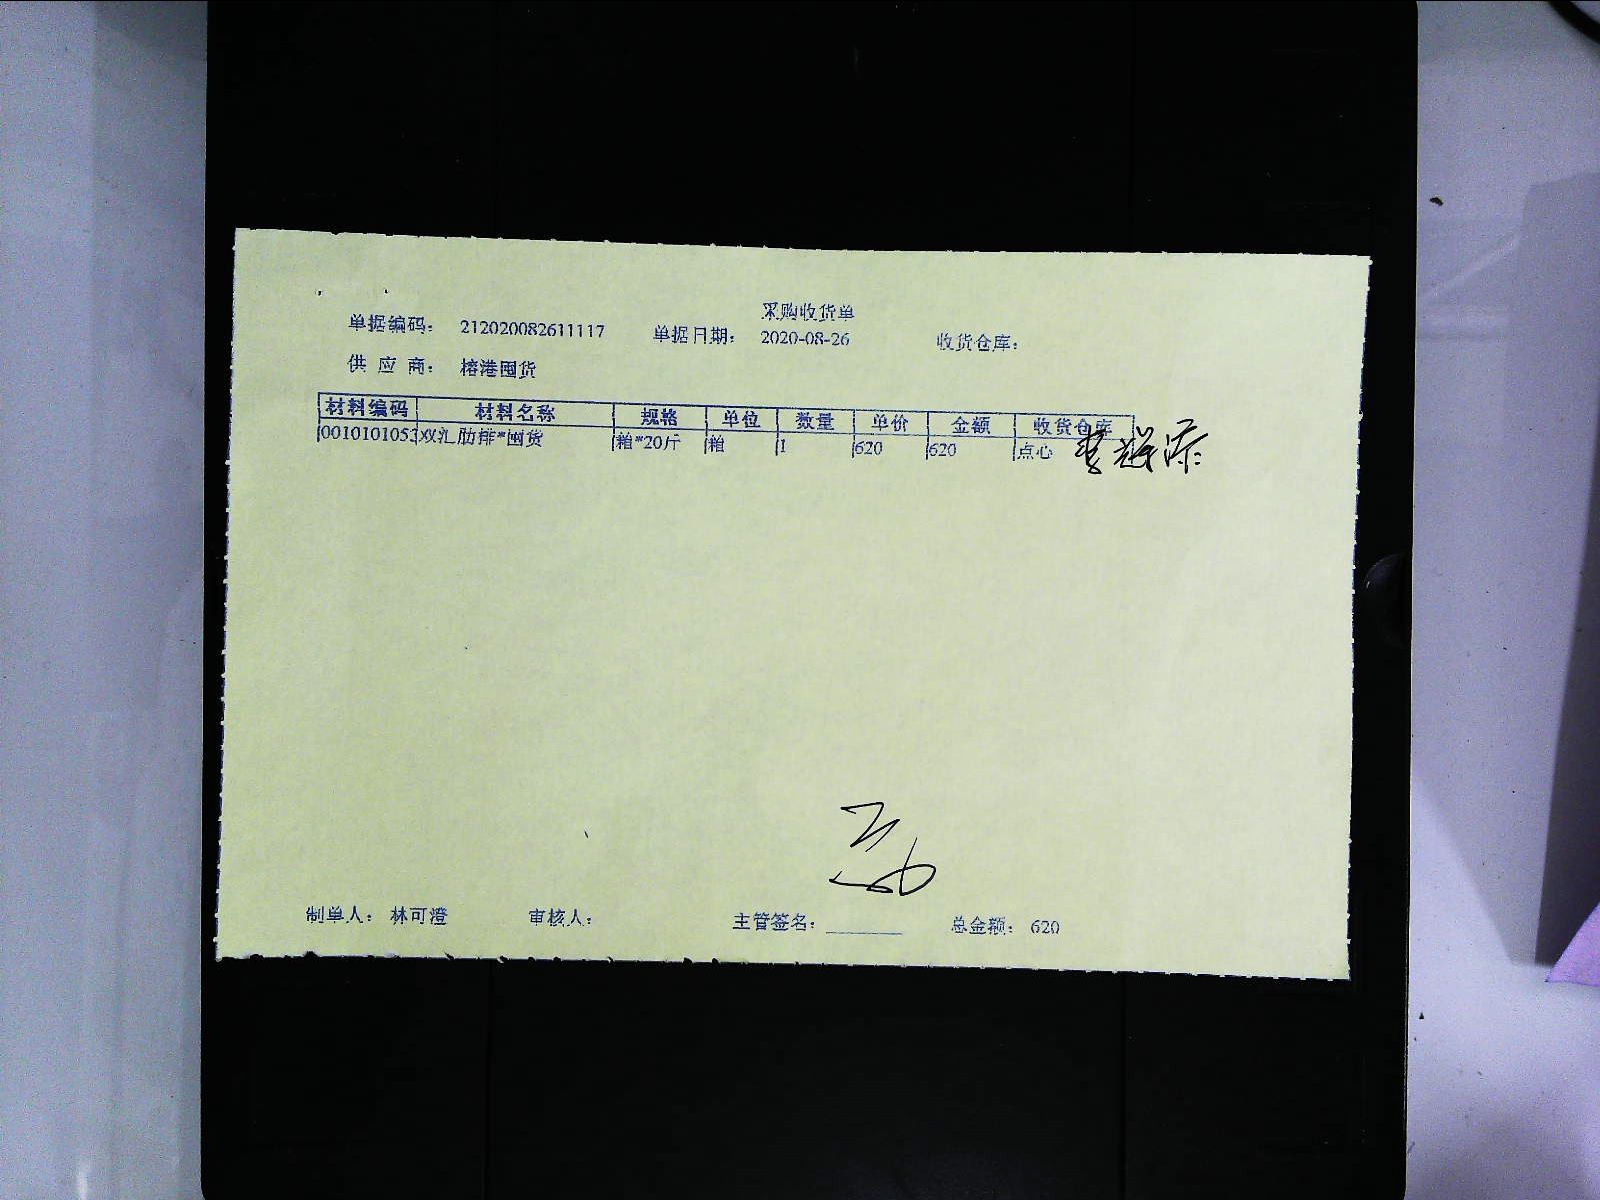 采购收货单
单据编码： 212020082611117 单据日期： 2020-08-26 收货仓库：
供 应 商： 榕港囤货
材料编码 材料名称 规格 单位 数量 单价 金额 收货仓库
0010101053 双汇肋排*囤货 箱*20斤 箱 1 620 620 点心
制单人： 林可澄 审核人： 主管签名： 总金额： 620